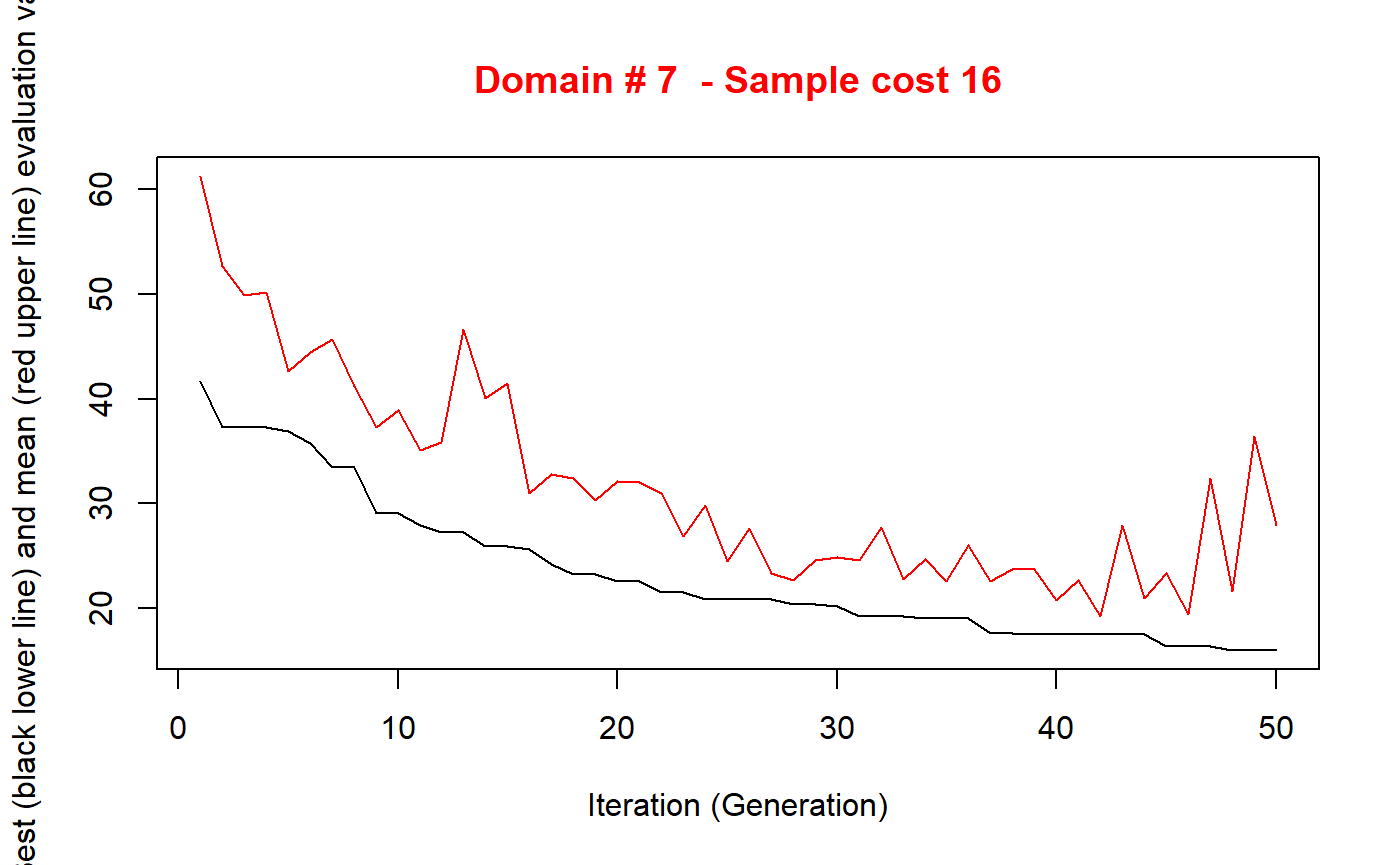 Domain # 7 - Sample cost 16
(black lower line) and mean (red upper line) evaluation
60
50
40
30
20
0 10 20 30 40 50
Iteration (Generation)